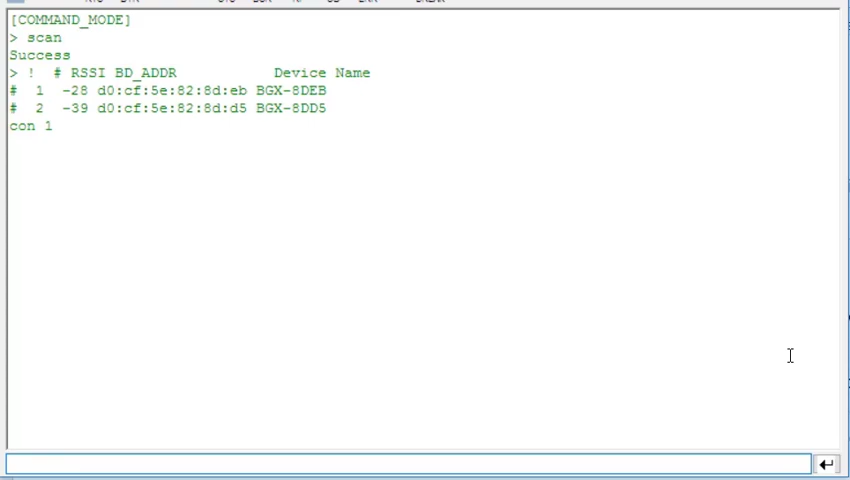 [COMMAND_MODE]
> scan
Success
> !  # RSSI BD_ADDR           Device Name
#  1  -28 d0:cf:5e:82:8d:eb BGX-8DEB
#  2  -39 d0:cf:5e:82:8d:d5 BGX-8DD5
con 1